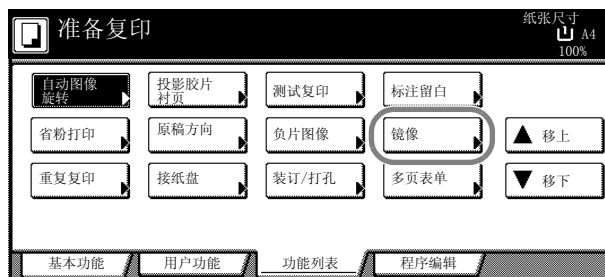 准备复印
纸张尺寸
A4
100%
自动图像
旋转
投影胶片
衬页
测试复印
标注留白
省粉打印
原稿方向
负片图像
镜像
移上
重复复印
接纸盘
装订/打孔
多页表单
移下
基本功能
用户功能
功能列表
程序编辑